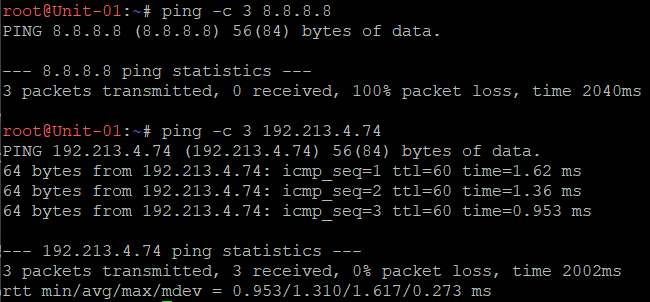 root@Unit-01:~# ping -c 3 8.8.8.8
PING 8.8.8.8 (8.8.8.8) 56(84) bytes of data.
--- 8.8.8.8 ping statistics ---
3 packets transmitted, 0 received, 100% packet loss, time 2040ms
root@Unit-01:~# ping -c 3 192.213.4.74
PING 192.213.4.74 (192.213.4.74) 56(84) bytes of data.
64 bytes from 192.213.4.74: icmp_seq=1 ttl=60 time=1.62 ms
64 bytes from 192.213.4.74: icmp_seq=2 ttl=60 time=1.36 ms
64 bytes from 192.213.4.74: icmp_seq=3 ttl=60 time=0.953 ms
--- 192.213.4.74 ping statistics ---
3 packets transmitted, 3 received, 0% packet loss, time 2002ms
rtt min/avg/max/mdev = 0.953/1.310/1.617/0.273 ms